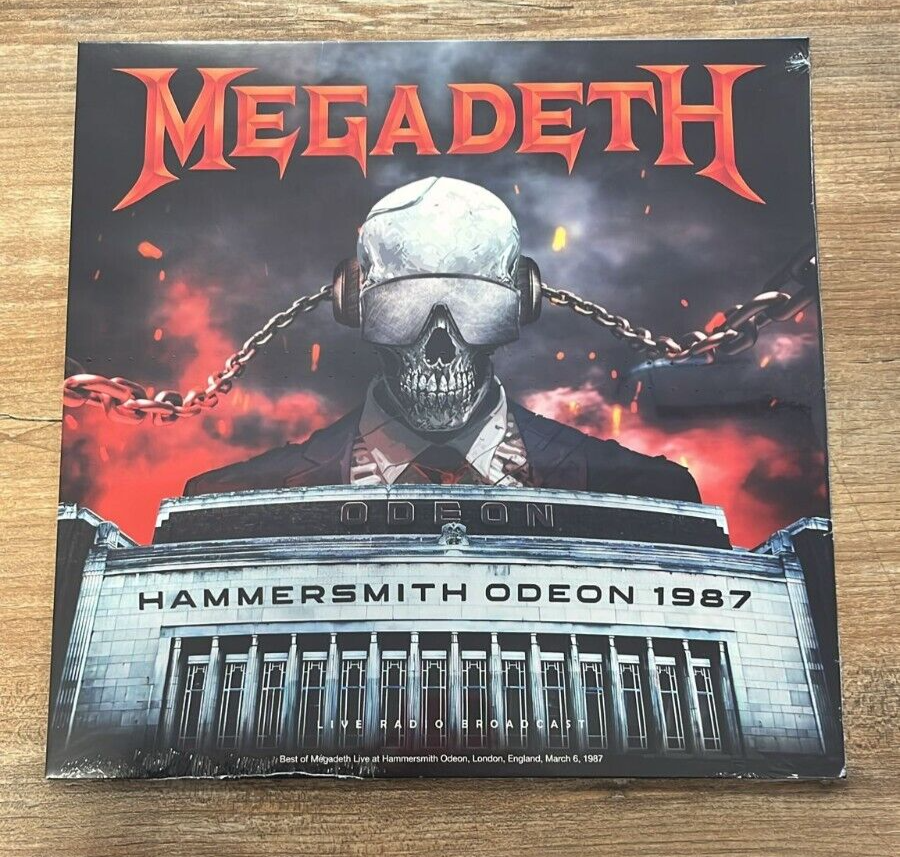 MEGADETH
ODEON
HAMMERSMITH ODEON 1987
LIVE RADIO BROADCAST
Best of Megadeth Live at Hammersmith Odeon, London, England, March 6, 1987